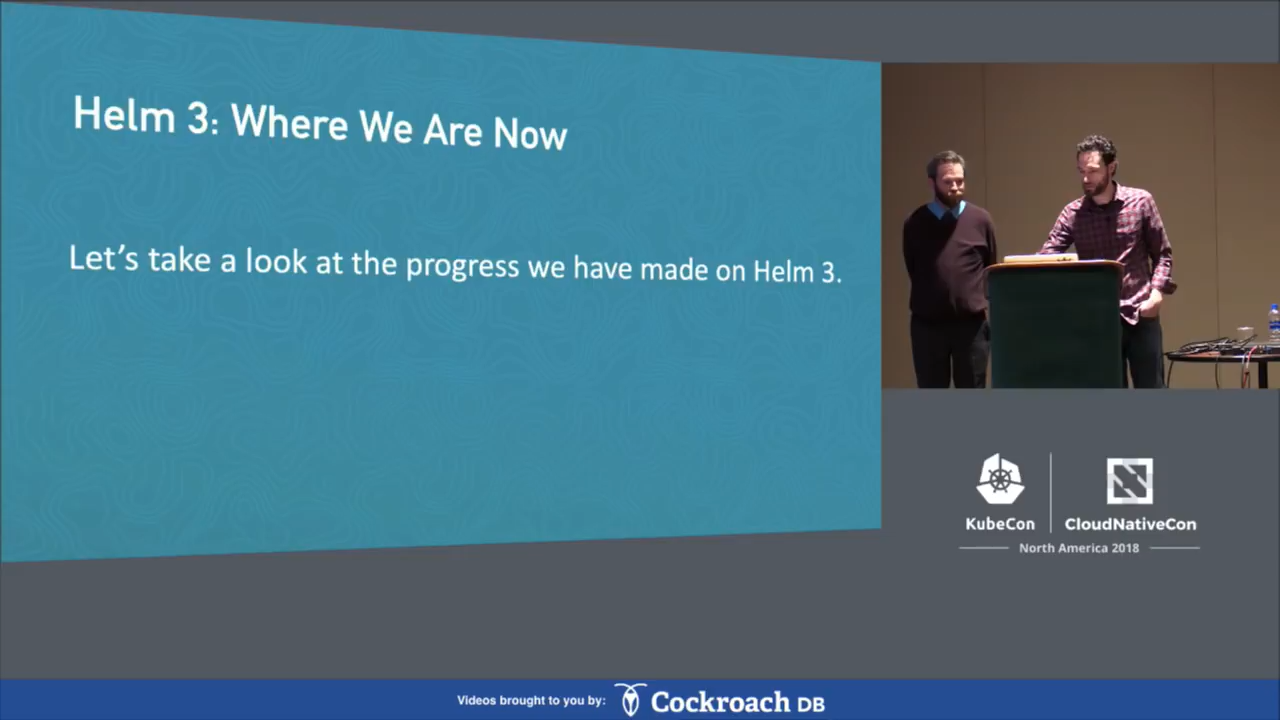 Helm 3: Where We Are Now
Let's take a look at the progress we have made on Helm 3.
KubeCon
CloudNativeCon
North America 2018
Videos brought to you by:
Cockroach DB